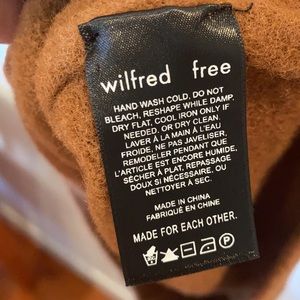 wilfred free
HAND WASH COLD, DO NOT
BLEACH, RESHAPE WHILE DAMP,
DRY FLAT, COOL IRON ONLY IF
NEEDED, OR DRY CLEAN.
LAVER À LA MAIN À L'EAU
FROIDE, NE PAS JAVELISER,
REMODELER PENDANT QUE
L'ARTICLE EST ENCORE HUMIDE,
SÉCHER À PLAT, REPASSAGE
DOUX SI NÉCESSAIRE, OU
NETTOYER À SEC.
MADE IN CHINA
FABRIQUÉ EN CHINE
MADE FOR EACH OTHER.